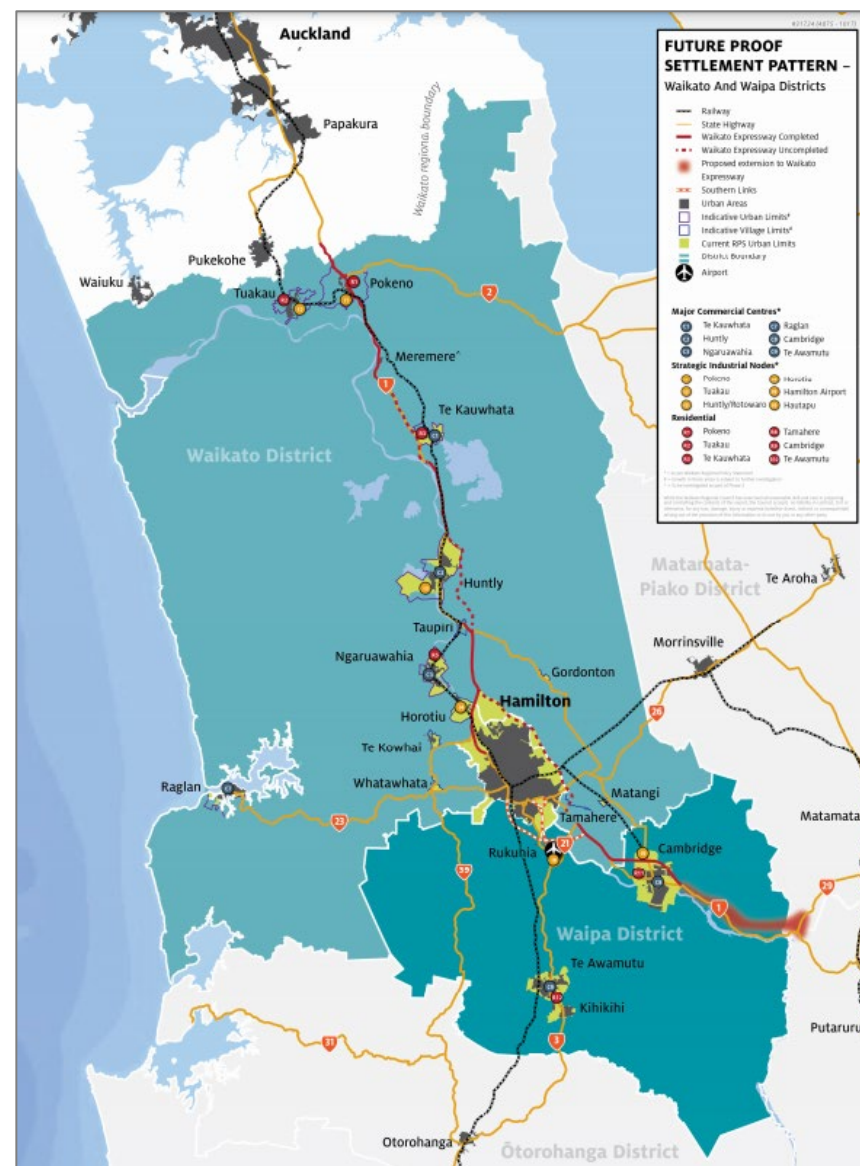 FUTURE PROOF
SETTLEMENT PATTERN –
Waikato And Waipa Districts
Railway
State Highway
Waikato Expressway Completed
Waikato Expressway Uncompleted
Proposed extension to Waikato
Expressway
Southern Links
Urban Areas
Indicative Urban Limits
Indicative Village Limits
Current RPS Urban Limits
District Boundary
Airport
Major Commercial Centres*
Te Kauwhata
Raglan
Huntly
Cambridge
Ngaruawahia
Te Awamutu
Strategic Industrial Nodes*
Pokeno
Horotiu
Tuakau
Hamilton Airport
Huntly/Rotowaro
Hautapu
Residential
Pokeno
Tamahere
Tuakau
Cambridge
Te Kauwhata
Te Awamutu
Auckland
Papakura
Waikato regional boundary
Pukekohe
Waiuku
Tuakau
Pokeno
2
Meremere
1
Te Kauwhata
Waikato District
Huntly
Matamata-
Piako District
Te Aroha
Taupiri
Morrinsville
Ngaruawahia
Gordonton
Hamilton
Horotiu
26
Te Kowhai
Raglan
Whatawhata
Matangi
23
Tamahere
Matamata
Rukuhia
21
Cambridge
39
29
1
Waipa District
Te Awamutu
Kihikihi
Putaruru
31
3
Otorohanga
Ōtorohanga District